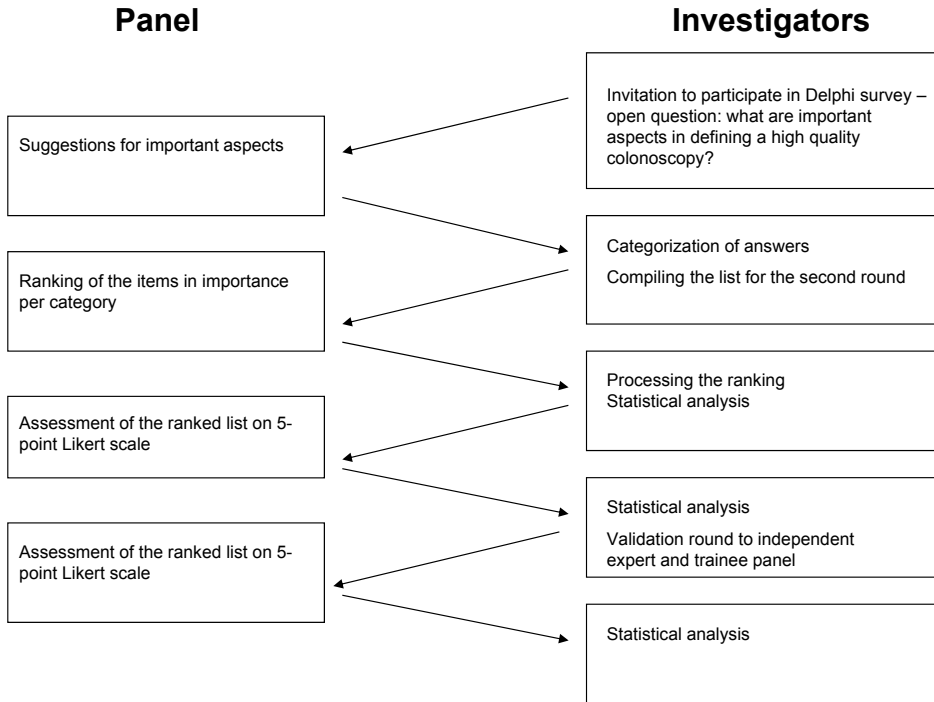 Panel
Investigators
Invitation to participate in Delphi survey –
open question: what are important
aspects in defining a high quality
colonoscopy?
Suggestions for important aspects
Categorization of answers
Compiling the list for the second round
Ranking of the items in importance
per category
Processing the ranking
Statistical analysis
Assessment of the ranked list on 5-
point Likert scale
Statistical analysis
Validation round to independent
expert and trainee panel
Assessment of the ranked list on 5-
point Likert scale
Statistical analysis